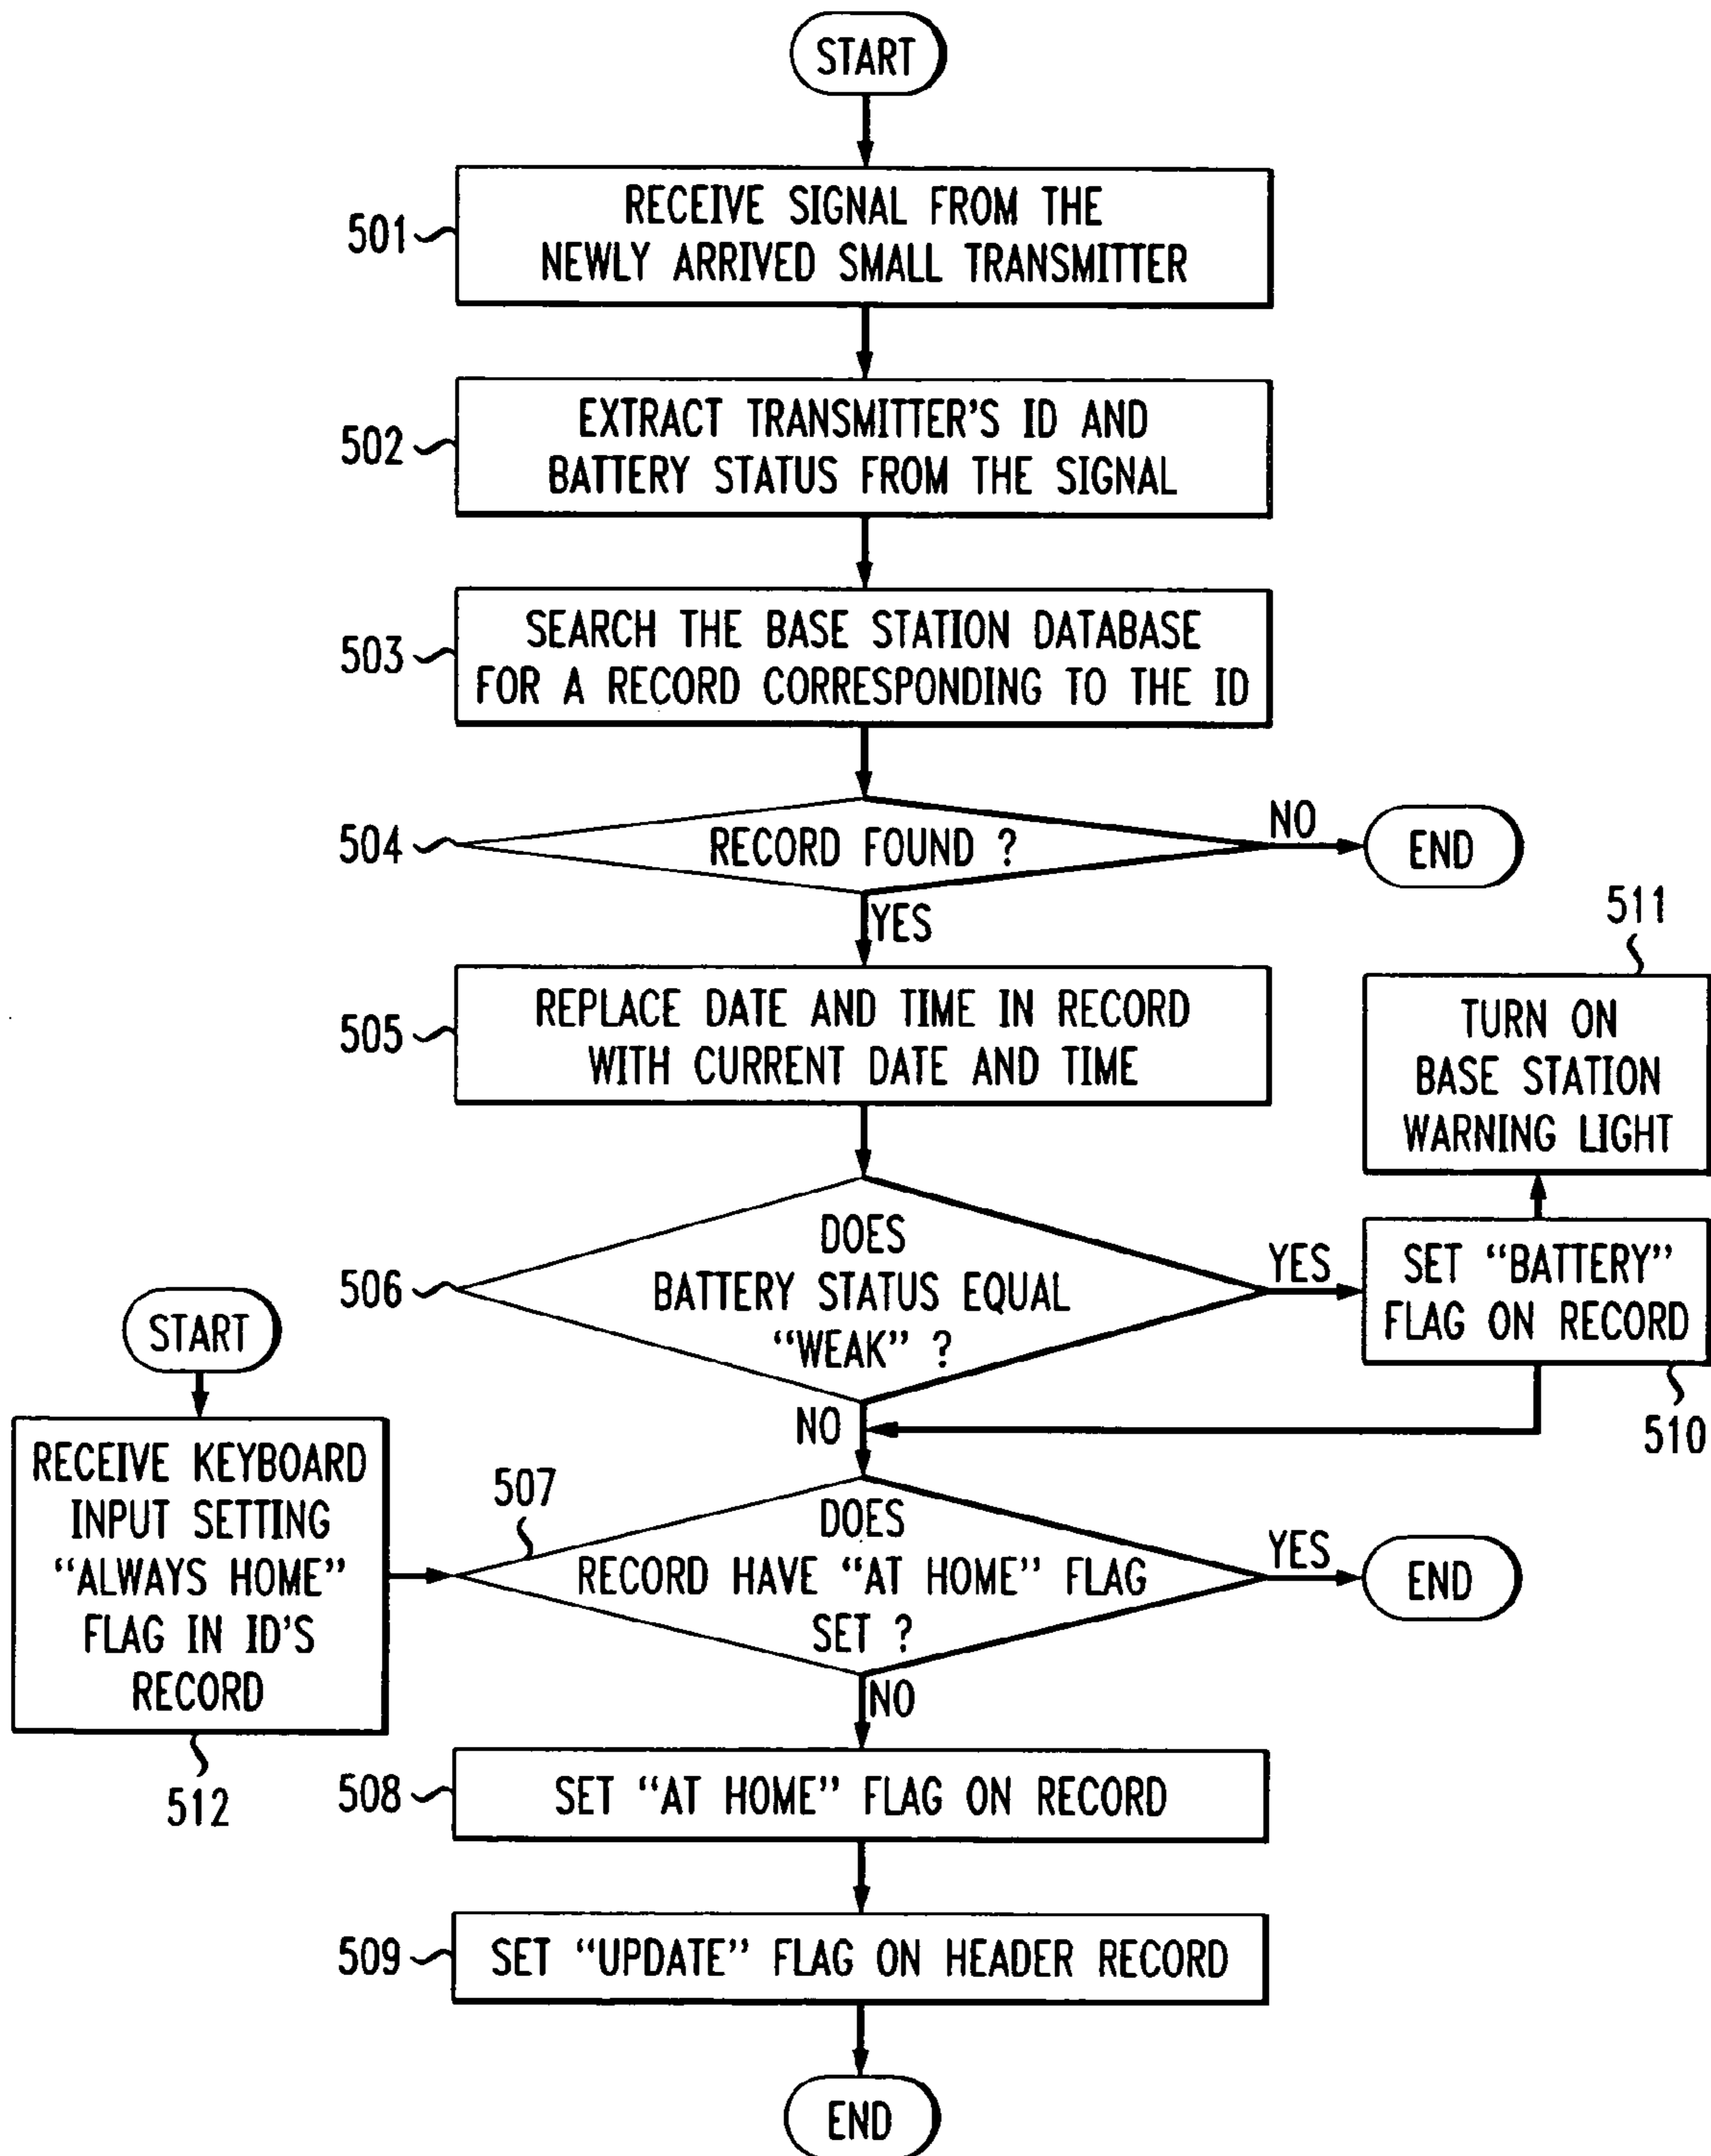 START
501
RECEIVE SIGNAL FROM THE
NEWLY ARRIVED SMALL TRANSMITTER
502
EXTRACT TRANSMITTER'S ID AND
BATTERY STATUS FROM THE SIGNAL
503
SEARCH THE BASE STATION DATABASE
FOR A RECORD CORRESPONDING TO THE ID
504
RECORD FOUND ?
NO
END
YES
505
REPLACE DATE AND TIME IN RECORD
WITH CURRENT DATE AND TIME
511
TURN ON
BASE STATION
WARNING LIGHT
506
DOES
BATTERY STATUS EQUAL
“WEAK” ?
YES
SET “BATTERY”
FLAG ON RECORD
510
NO
START
RECEIVE KEYBOARD
INPUT SETTING
“ALWAYS HOME”
FLAG IN ID'S
RECORD
512
507
DOES
RECORD HAVE “AT HOME” FLAG
SET ?
YES
END
NO
508
SET “AT HOME” FLAG ON RECORD
509
SET “UPDATE” FLAG ON HEADER RECORD
END